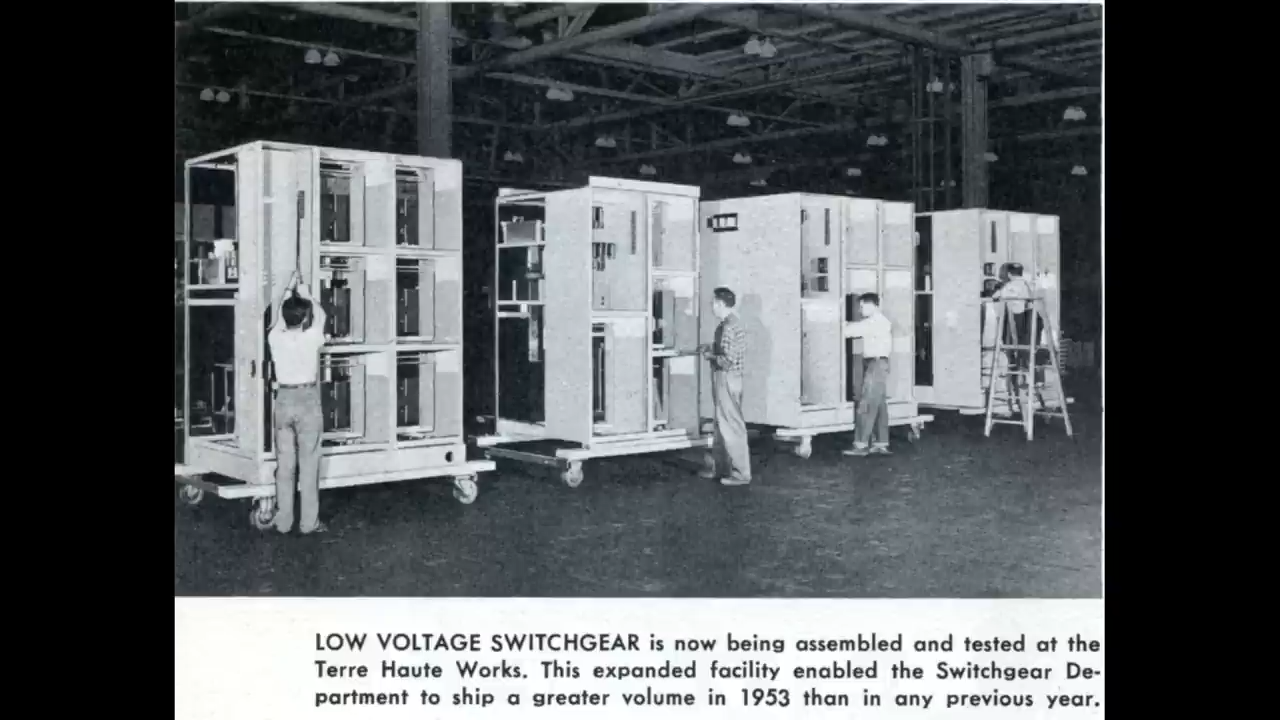 LOW VOLTAGE SWITCHGEAR is now being assembled and tested at the
Terre Haute Works. This expanded facility enabled the Switchgear De-
partment to ship a greater volume in 1953 than in any previous year.